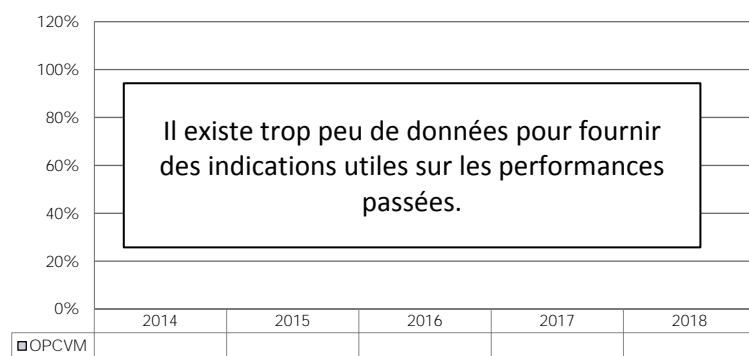 120%
100%
80%
60%
40%
20%
0%
Il existe trop peu de données pour fournir
des indications utiles sur les performances
passées.
2014 2015 2016 2017 2018
OPCVM